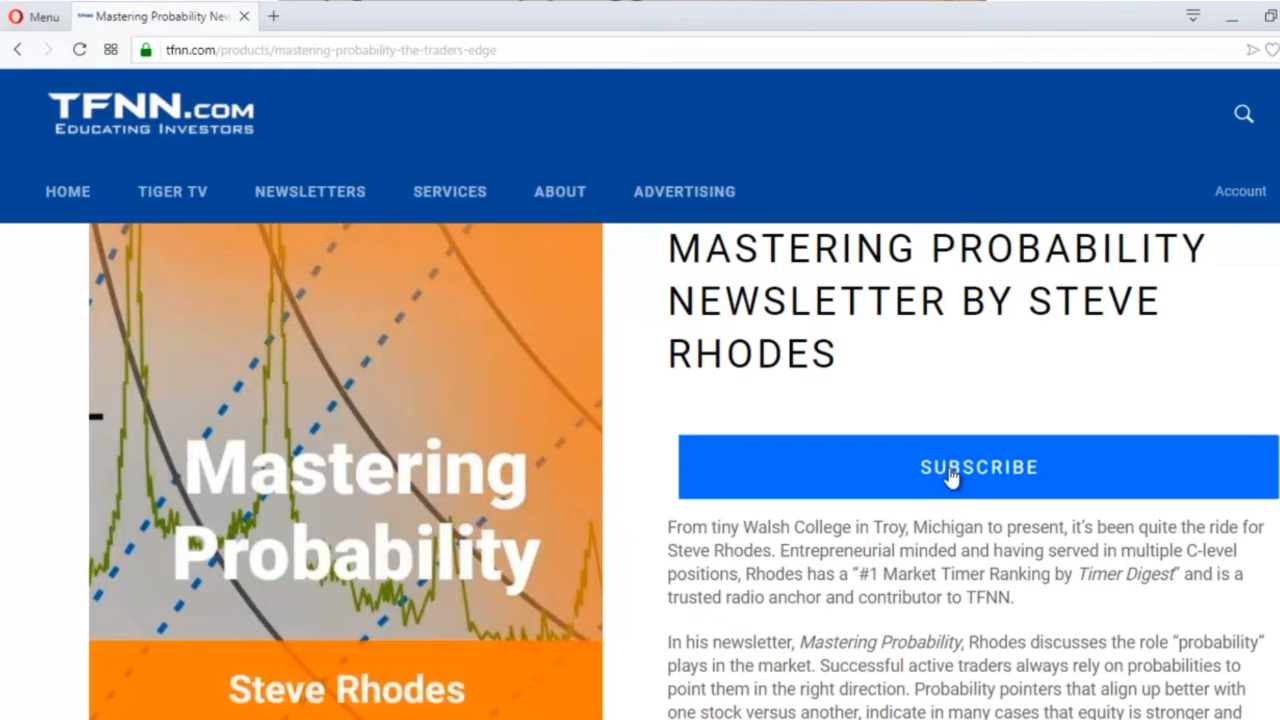 Menu
Mastering Probability Nev
tfnn.com/products/mastering-probability-the-traders-edge
TFNN.COM
EDUCATING INVESTORS
HOME TIGER TV NEWSLETTERS SERVICES ABOUT ADVERTISING Account
MASTERING PROBABILITY
NEWSLETTER BY STEVE
RHODES
Mastering
Probability
Steve Rhodes
SUBSCRIBE
From tiny Walsh College in Troy, Michigan to present, it's been quite the ride for
Steve Rhodes. Entrepreneurial minded and having served in multiple C-level
positions, Rhodes has a "#1 Market Timer Ranking by Timer Digest" and is a
trusted radio anchor and contributor to TFNN.
In his newsletter, Mastering Probability, Rhodes discusses the role "probability"
plays in the market. Successful active traders always rely on probabilities to
point them in the right direction. Probability pointers that align up better with
one stock versus another, indicate in many cases that equity is stronger and